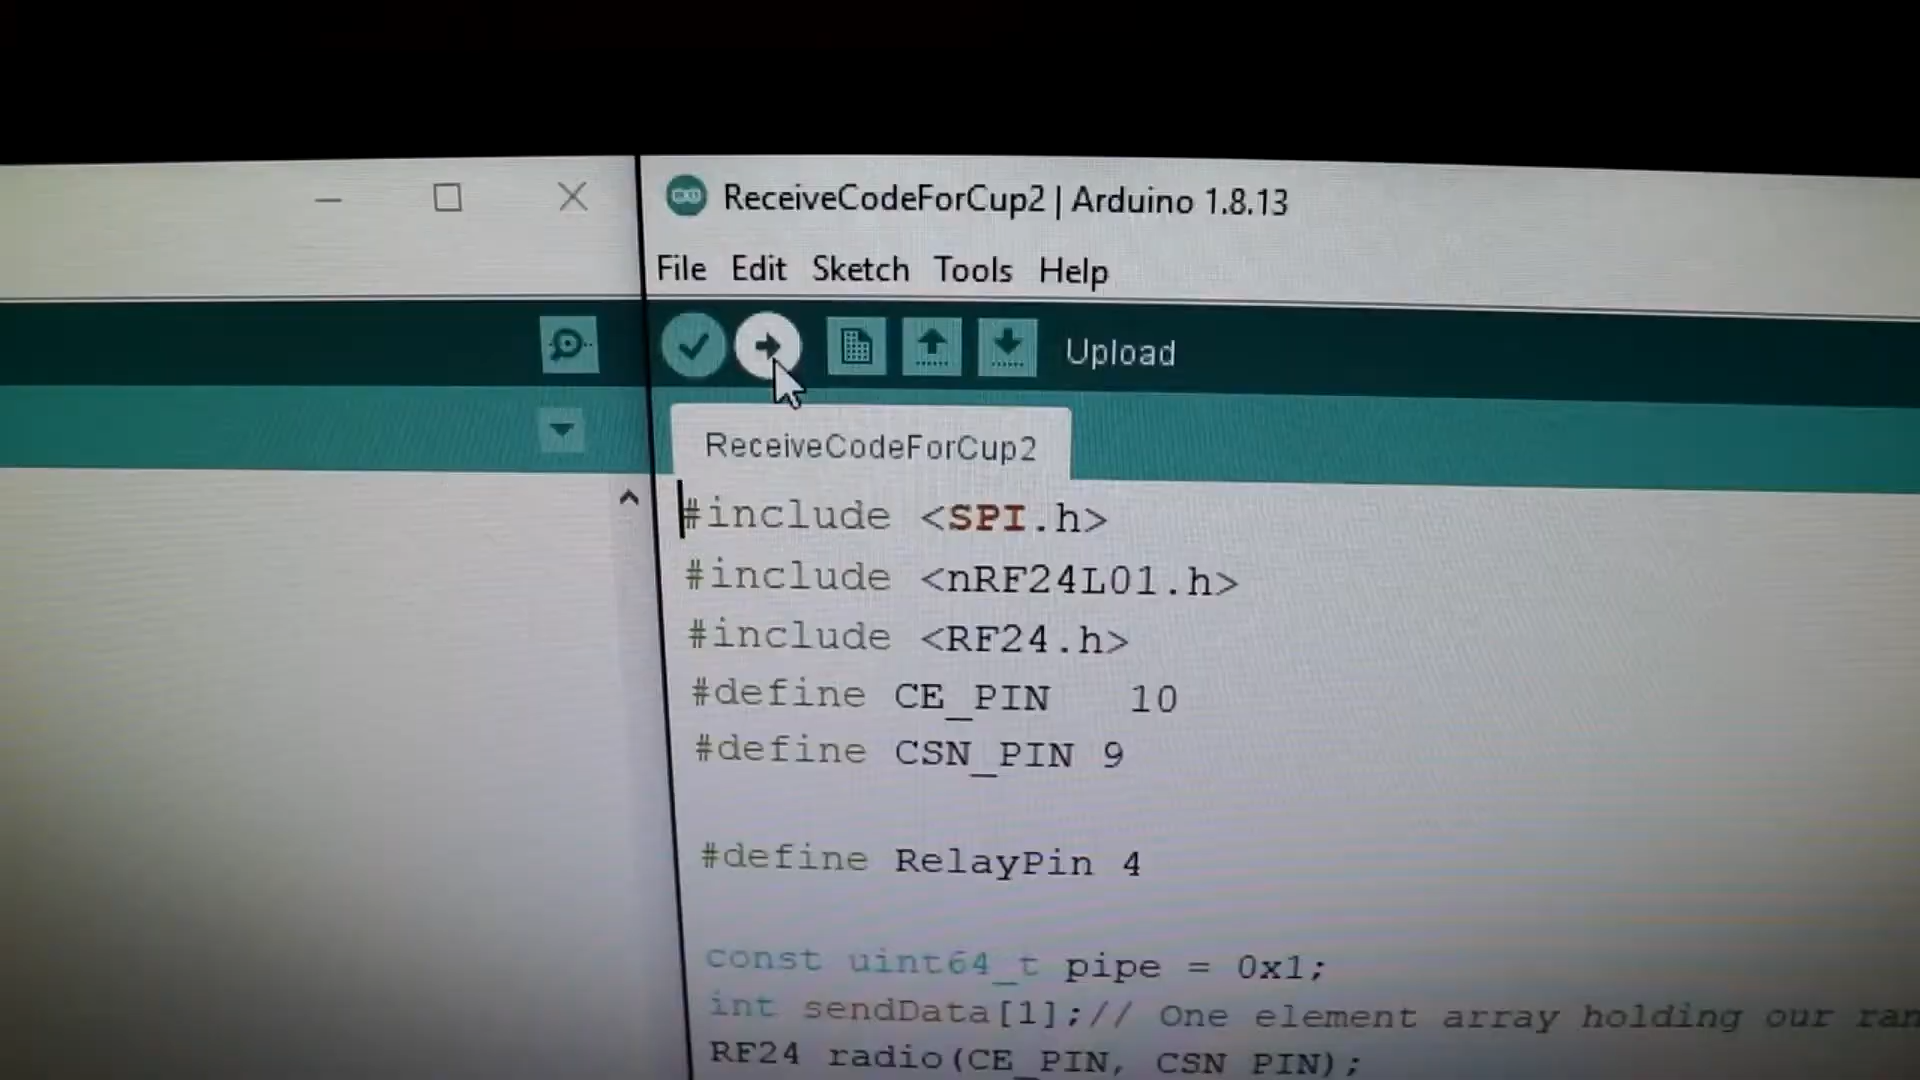 ReceiveCodeForCup2 | Arduino 1.8.13
File Edit Sketch Tools Help
Upload
ReceiveCodeForCup2
#include <SPI.h>
#include <nRF24L01.h>
#include <RF24.h>
#define CE_PIN 10
#define CSN_PIN 9
#define RelayPin 4
const uint64_t pipe = 0x1;
int sendData[1];// One element array holding our ran
RF24 radio(CE_PIN, CSN_PIN);